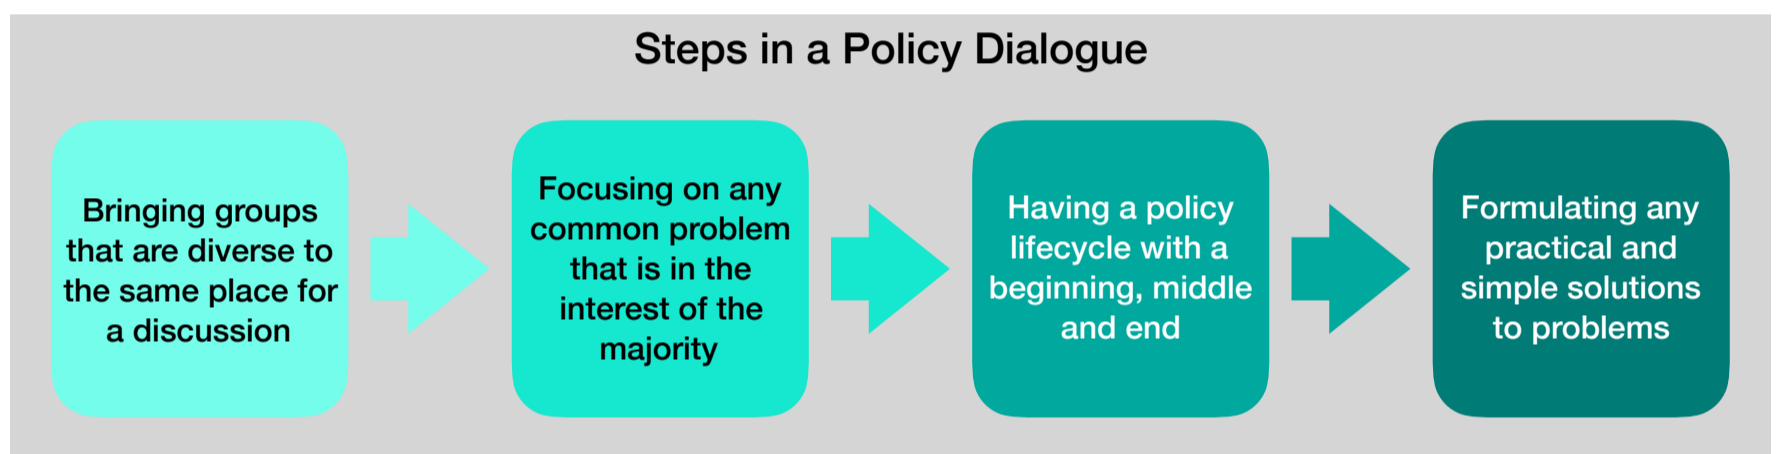 Steps in a Policy Dialogue
Bringing groups
that are diverse to
the same place for
a discussion
Focusing on any
common problem
that is in the
interest of the
majority
Having a policy
lifecycle with a
beginning, middle
and end
Formulating any
practical and
simple solutions
to problems